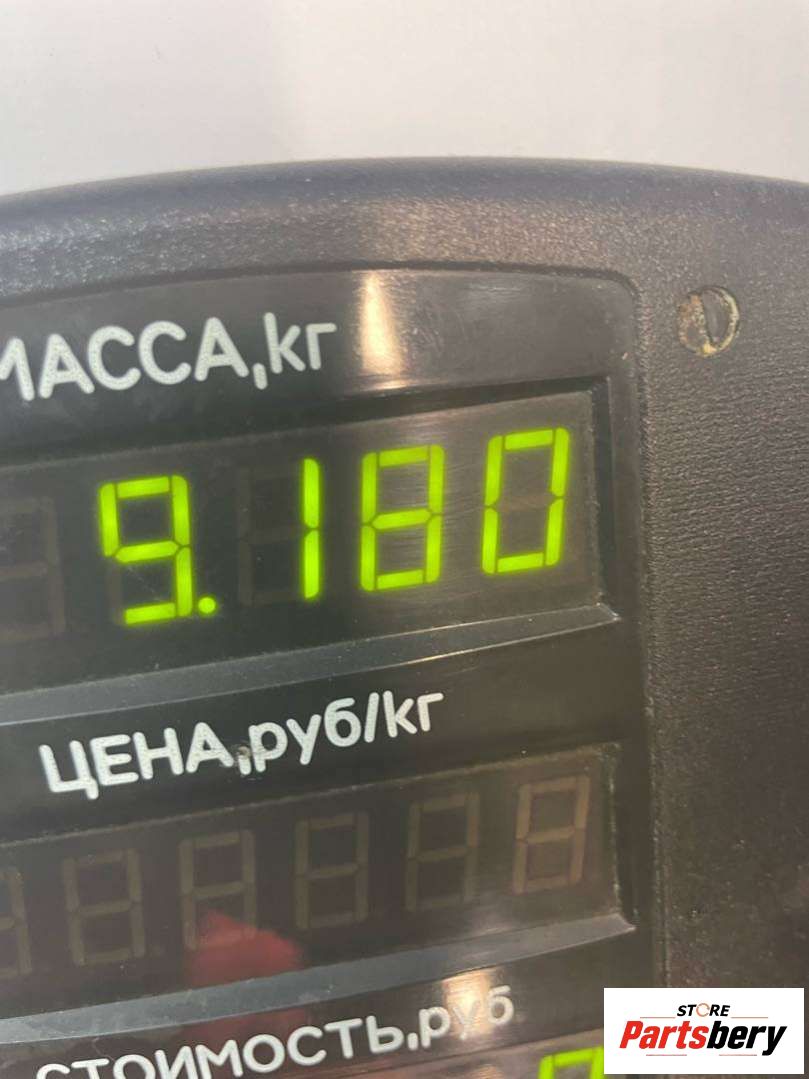 МАССА,кг
9.180
ЦЕНА,руб/кг
СТОИМОСТЬ,руб
STORE
Partsbery